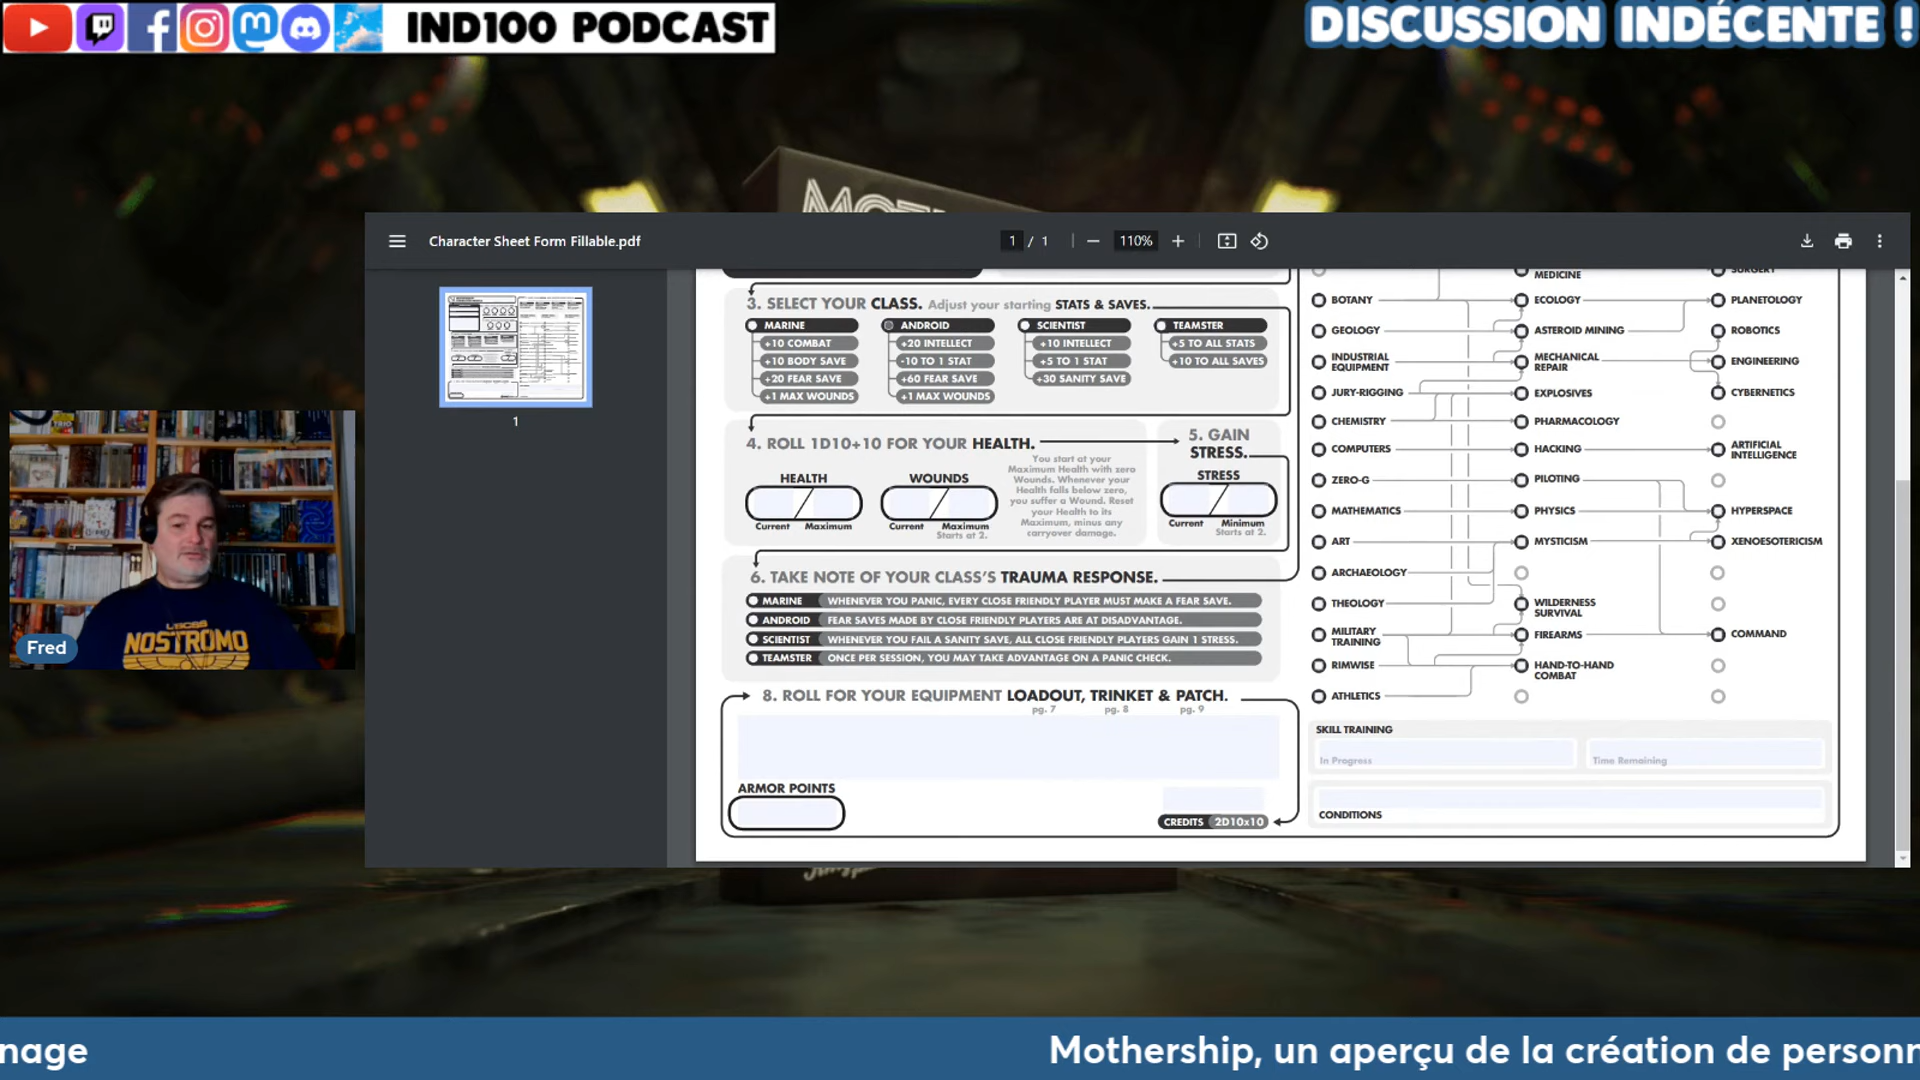 IND100 PODCAST
DISCUSSION INDÉCENTE !
Character Sheet Form Fillable.pdf
1 / 1
110%
1
3. SELECT YOUR CLASS. Adjust your starting STATS & SAVES.
MARINE
+10 COMBAT
+10 BODY SAVE
+20 FEAR SAVE
+1 MAX WOUNDS
ANDROID
+20 INTELLECT
-10 TO 1 STAT
+60 FEAR SAVE
+1 MAX WOUNDS
SCIENTIST
+10 INTELLECT
+5 TO 1 STAT
+30 SANITY SAVE
TEAMSTER
+5 TO ALL STATS
+10 TO ALL SAVES
4. ROLL 1D10+10 FOR YOUR HEALTH.
HEALTH
Current Maximum
WOUNDS
Current Maximum
Starts at 2.
You start at your
Maximum Health with zero
Wounds. Whenever your
Health falls below zero,
you suffer a Wound. Reset
your Health to its
Maximum, minus any
carryover damage.
5. GAIN
STRESS.
STRESS
Current Minimum
Starts at 2.
6. TAKE NOTE OF YOUR CLASS'S TRAUMA RESPONSE.
MARINE WHENEVER YOU PANIC, EVERY CLOSE FRIENDLY PLAYER MUST MAKE A FEAR SAVE.
ANDROID FEAR SAVES MADE BY CLOSE FRIENDLY PLAYERS ARE AT DISADVANTAGE.
SCIENTIST WHENEVER YOU FAIL A SANITY SAVE, ALL CLOSE FRIENDLY PLAYERS GAIN 1 STRESS.
TEAMSTER ONCE PER SESSION, YOU MAY TAKE ADVANTAGE ON A PANIC CHECK.
8. ROLL FOR YOUR EQUIPMENT LOADOUT, TRINKET & PATCH.
pg. 7 pg. 8 pg. 9
ARMOR POINTS
CREDITS 2D10x10
BOTANY
GEOLOGY
INDUSTRIAL
EQUIPMENT
JURY-RIGGING
CHEMISTRY
COMPUTERS
ZERO-G
MATHEMATICS
ART
ARCHAEOLOGY
THEOLOGY
MILITARY
TRAINING
RIMWISE
ATHLETICS
MEDICINE
ECOLOGY
ASTEROID MINING
MECHANICAL
REPAIR
EXPLOSIVES
PHARMACOLOGY
HACKING
PILOTING
PHYSICS
MYSTICISM
WILDERNESS
SURVIVAL
FIREARMS
HAND-TO-HAND
COMBAT
SURGERY
PLANETOLOGY
ROBOTICS
ENGINEERING
CYBERNETICS
ARTIFICIAL
INTELLIGENCE
HYPERSPACE
XENOESOTERICISM
COMMAND
SKILL TRAINING
In Progress
Time Remaining
CONDITIONS
USCSS
NOSTROMO
Fred
nage
Mothership, un aperçu de la création de personn